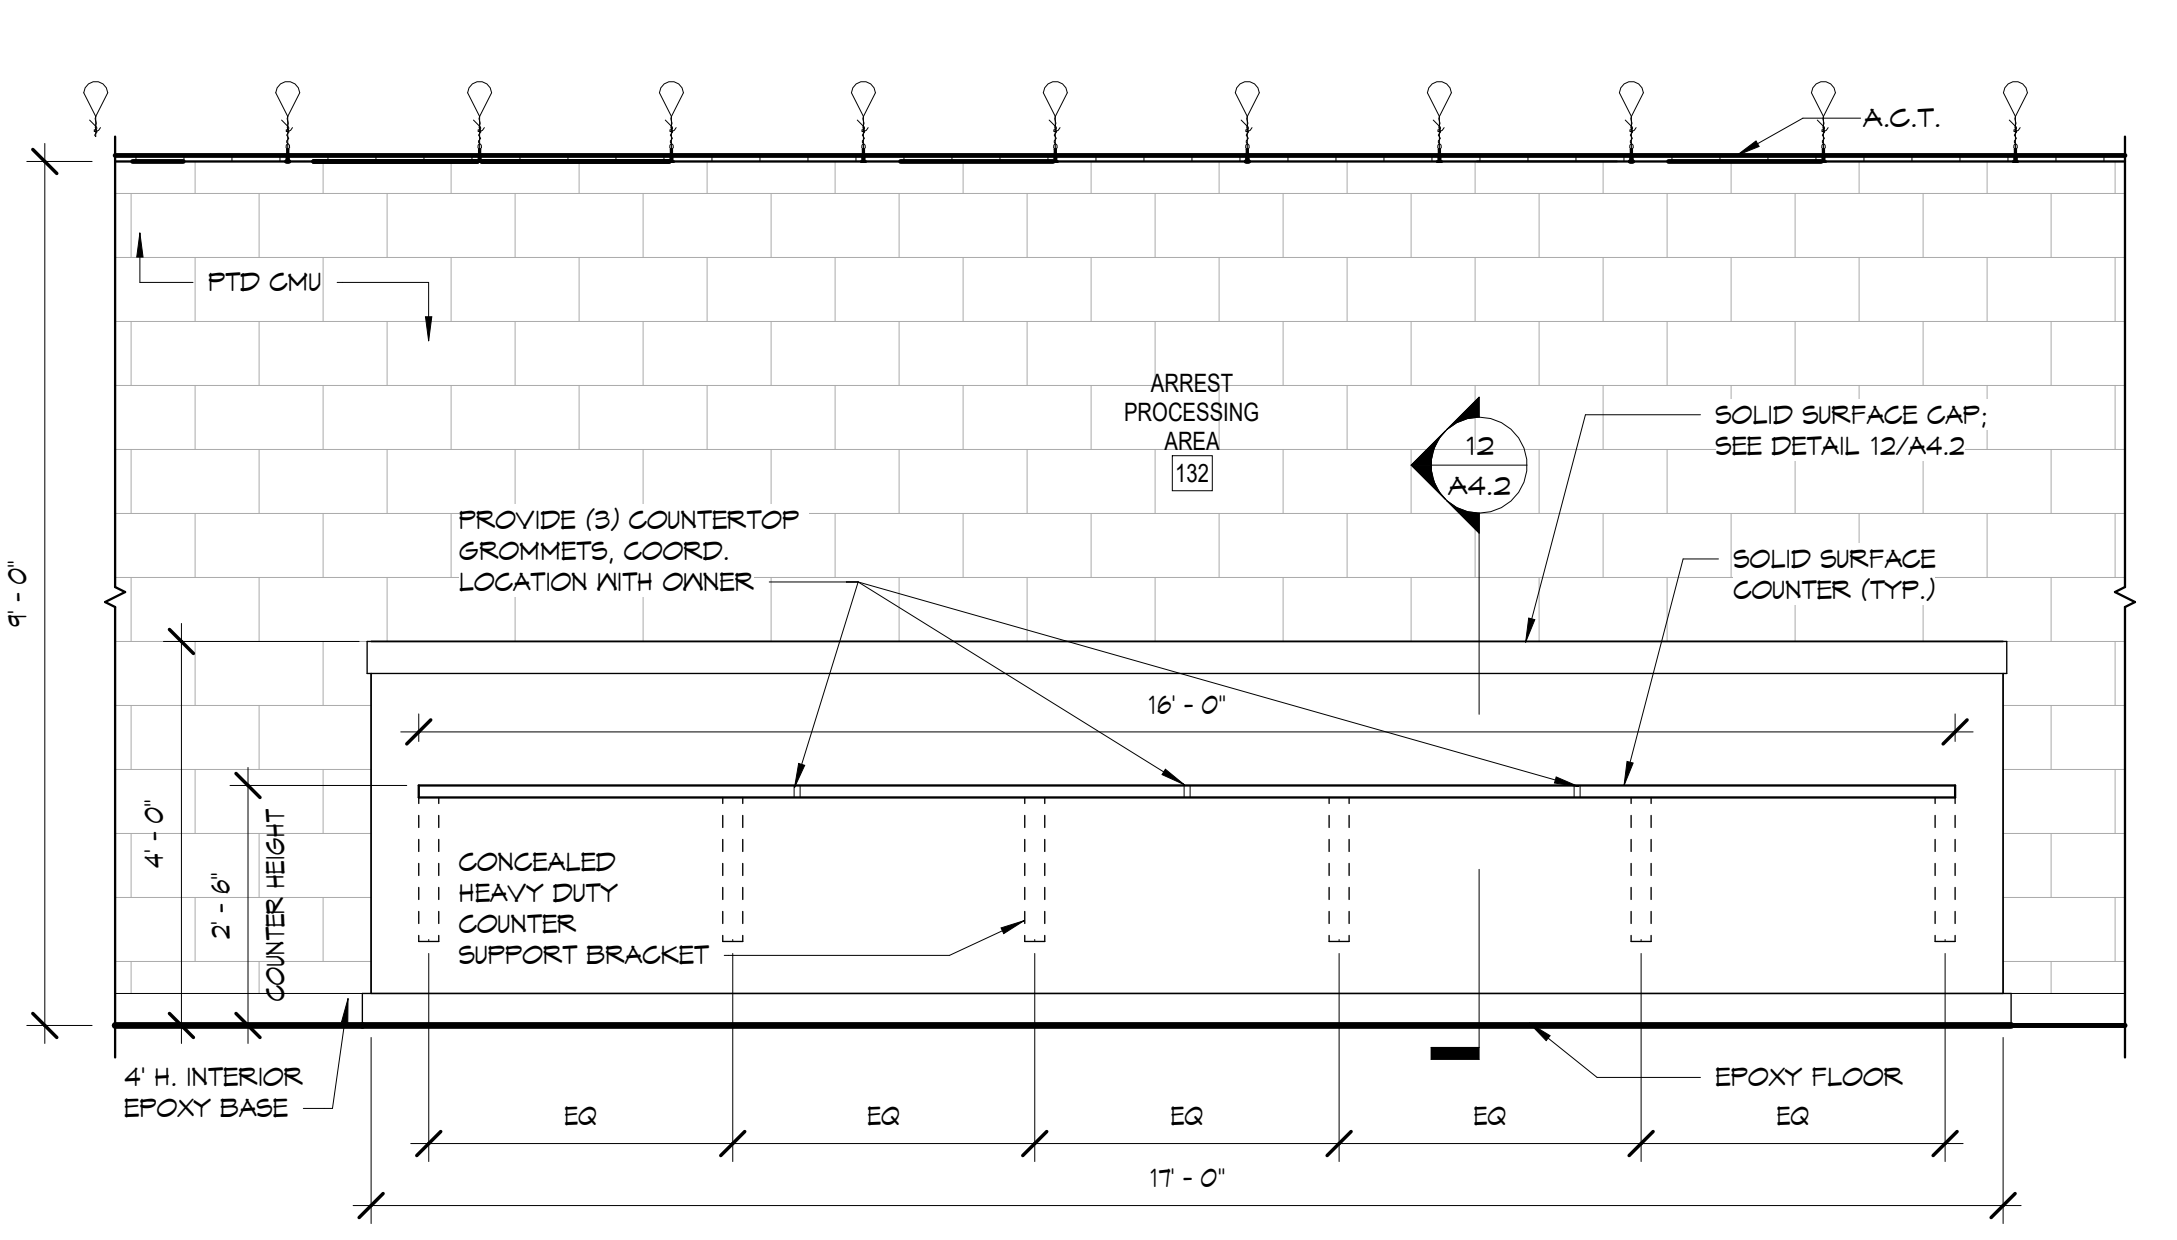 A.C.T.
PTD CMU
ARREST
PROCESSING
AREA
132
12
A4.2
SOLID SURFACE CAP;
SEE DETAIL 12/A4.2
PROVIDE (3) COUNTERTOP
GROMMETS, COORD.
LOCATION WITH OWNER
SOLID SURFACE
COUNTER (TYP.)
9' - 0"
16' - 0"
4' - 0"
2' - 6"
COUNTER HEIGHT
CONCEALED
HEAVY DUTY
COUNTER
SUPPORT BRACKET
4' H. INTERIOR
EPOXY BASE
EPOXY FLOOR
EQ EQ EQ EQ EQ
17' - 0"